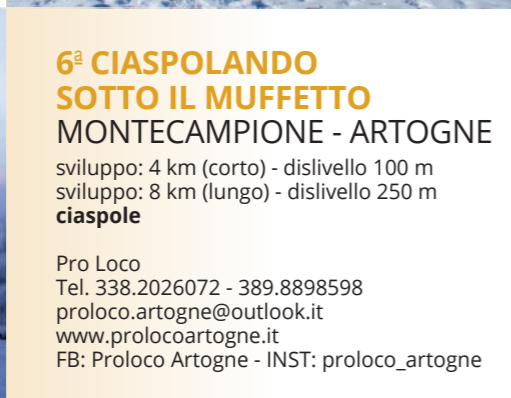 6ª CIASPOLANDO
SOTTO IL MUFFETTO
MONTECAMPIONE - ARTOGNE
sviluppo: 4 km (corto) - dislivello 100 m
sviluppo: 8 km (lungo) - dislivello 250 m
ciaspole
Pro Loco
Tel. 338.2026072 - 389.8898598
proloco.artogne@outlook.it
www.prolocoartogne.it
FB: Proloco Artogne - INST: proloco_artogne